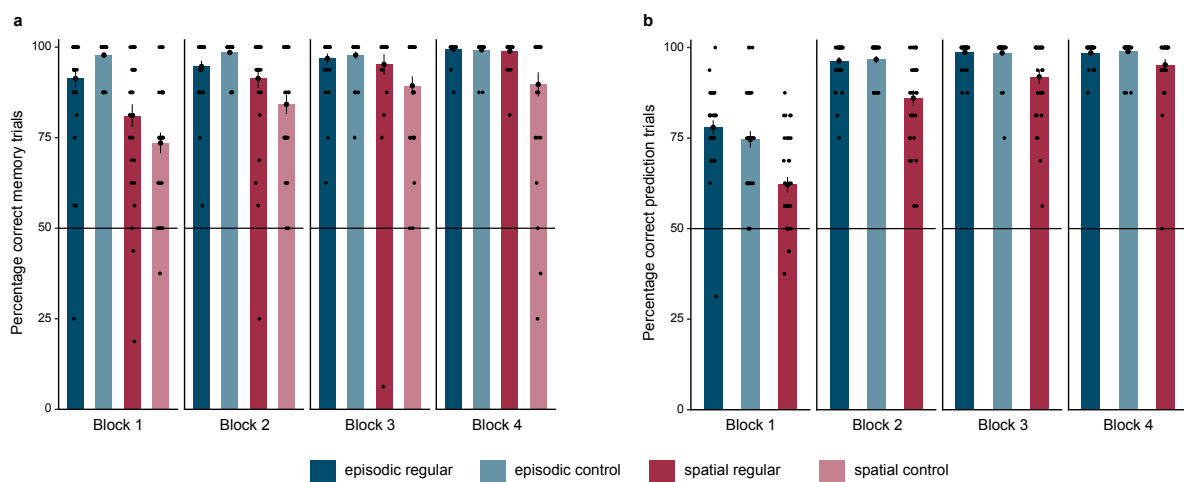 a
Percentage correct memory trials
100
75
50
25
0
Block 1
Block 2
Block 3
Block 4
b
Percentage correct prediction trials
100
75
50
25
0
Block 1
Block 2
Block 3
Block 4
episodic regular
episodic control
spatial regular
spatial control